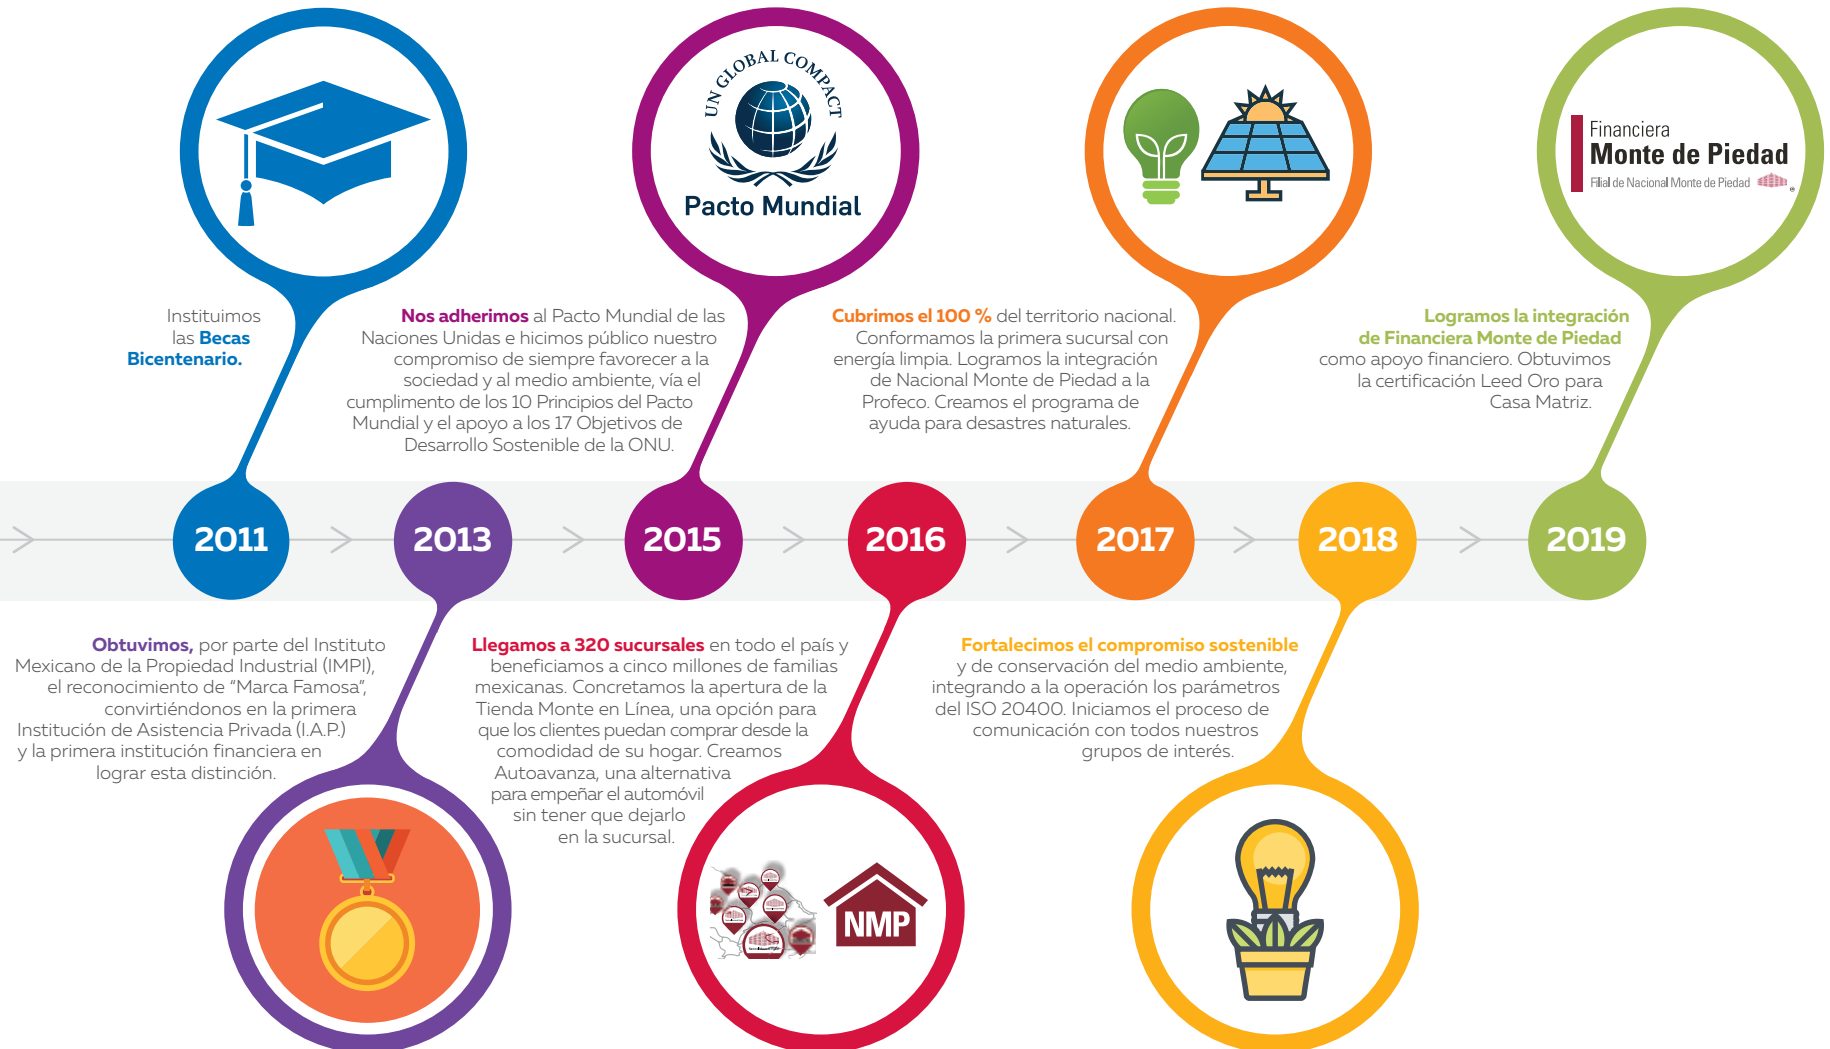 UN GLOBAL COMPACT
Pacto Mundial
Financiera
Monte de Piedad
Filial de Nacional Monte de Piedad
®
Instituimos
las Becas
Bicentenario.
Nos adherimos al Pacto Mundial de las
Naciones Unidas e hicimos público nuestro
compromiso de siempre favorecer a la
sociedad y al medio ambiente, vía el
cumplimento de los 10 Principios del Pacto
Mundial y el apoyo a los 17 Objetivos de
Desarrollo Sostenible de la ONU.
Cubrimos el 100 % del territorio nacional.
Conformamos la primera sucursal con
energía limpia. Logramos la integración
de Nacional Monte de Piedad a la
Profeco. Creamos el programa de
ayuda para desastres naturales.
Logramos la integración
de Financiera Monte de Piedad
como apoyo financiero. Obtuvimos
la certificación Leed Oro para
Casa Matriz.
2011
2013
2015
2016
2017
2018
2019
Obtuvimos, por parte del Instituto
Mexicano de la Propiedad Industrial (IMPI),
el reconocimiento de “Marca Famosa”,
convirtiéndonos en la primera
Institución de Asistencia Privada (I.A.P.)
y la primera institución financiera en
lograr esta distinción.
Llegamos a 320 sucursales en todo el país y
beneficiamos a cinco millones de familias
mexicanas. Concretamos la apertura de la
Tienda Monte en Línea, una opción para
que los clientes puedan comprar desde la
comodidad de su hogar. Creamos
Autoavanza, una alternativa
para empeñar el automóvil
sin tener que dejarlo
en la sucursal.
Fortalecimos el compromiso sostenible
y de conservación del medio ambiente,
integrando a la operación los parámetros
del ISO 20400. Iniciamos el proceso de
comunicación con todos nuestros
grupos de interés.
NMP